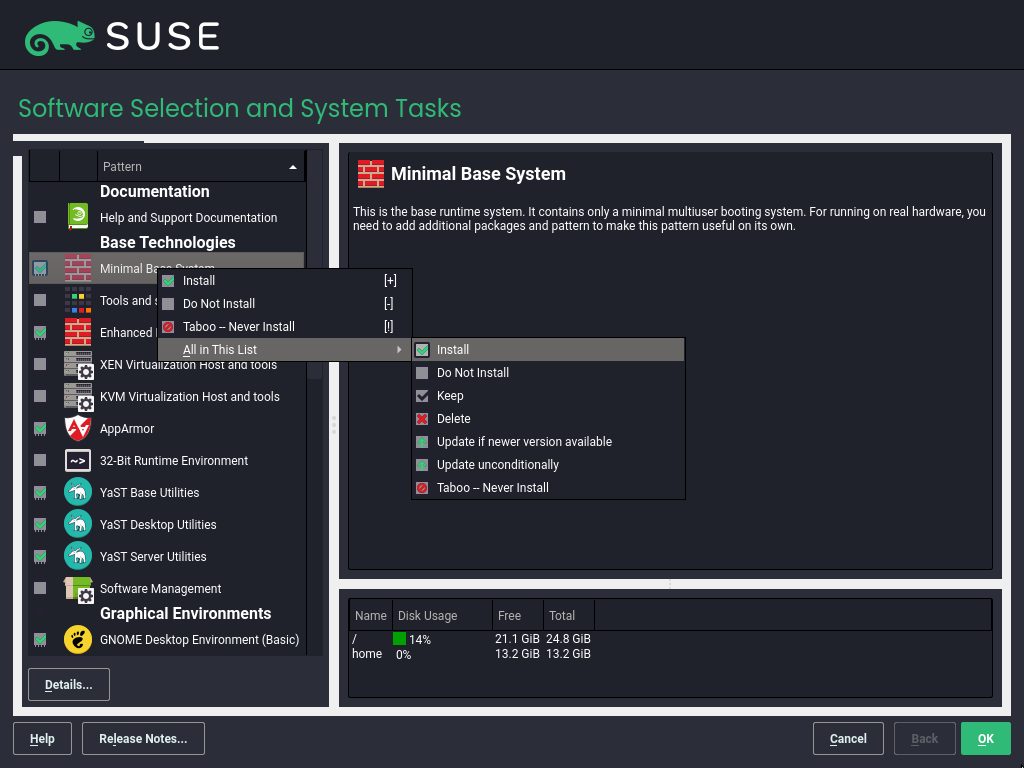 SUSE
Software Selection and System Tasks
Pattern
Documentation
Help and Support Documentation
Base Technologies
Minimal Base System
Tools and
Enhanced
XEN Virtualization Host and tools
KVM Virtualization Host and tools
AppArmor
32-Bit Runtime Environment
YaST Base Utilities
YaST Desktop Utilities
YaST Server Utilities
Software Management
Graphical Environments
GNOME Desktop Environment (Basic)
Details...
Install [+]
Do Not Install [-]
Taboo -- Never Install [!]
All in This List
Install
Do Not Install
Keep
Delete
Update if newer version available
Update unconditionally
Taboo -- Never Install
Minimal Base System
This is the base runtime system. It contains only a minimal multiuser booting system. For running on real hardware, you
need to add additional packages and pattern to make this pattern useful on its own.
Name Disk Usage Free Total
/ 14% 21.1 GiB 24.8 GiB
home 0% 13.2 GiB 13.2 GiB
Help
Release Notes...
Cancel
Back
OK